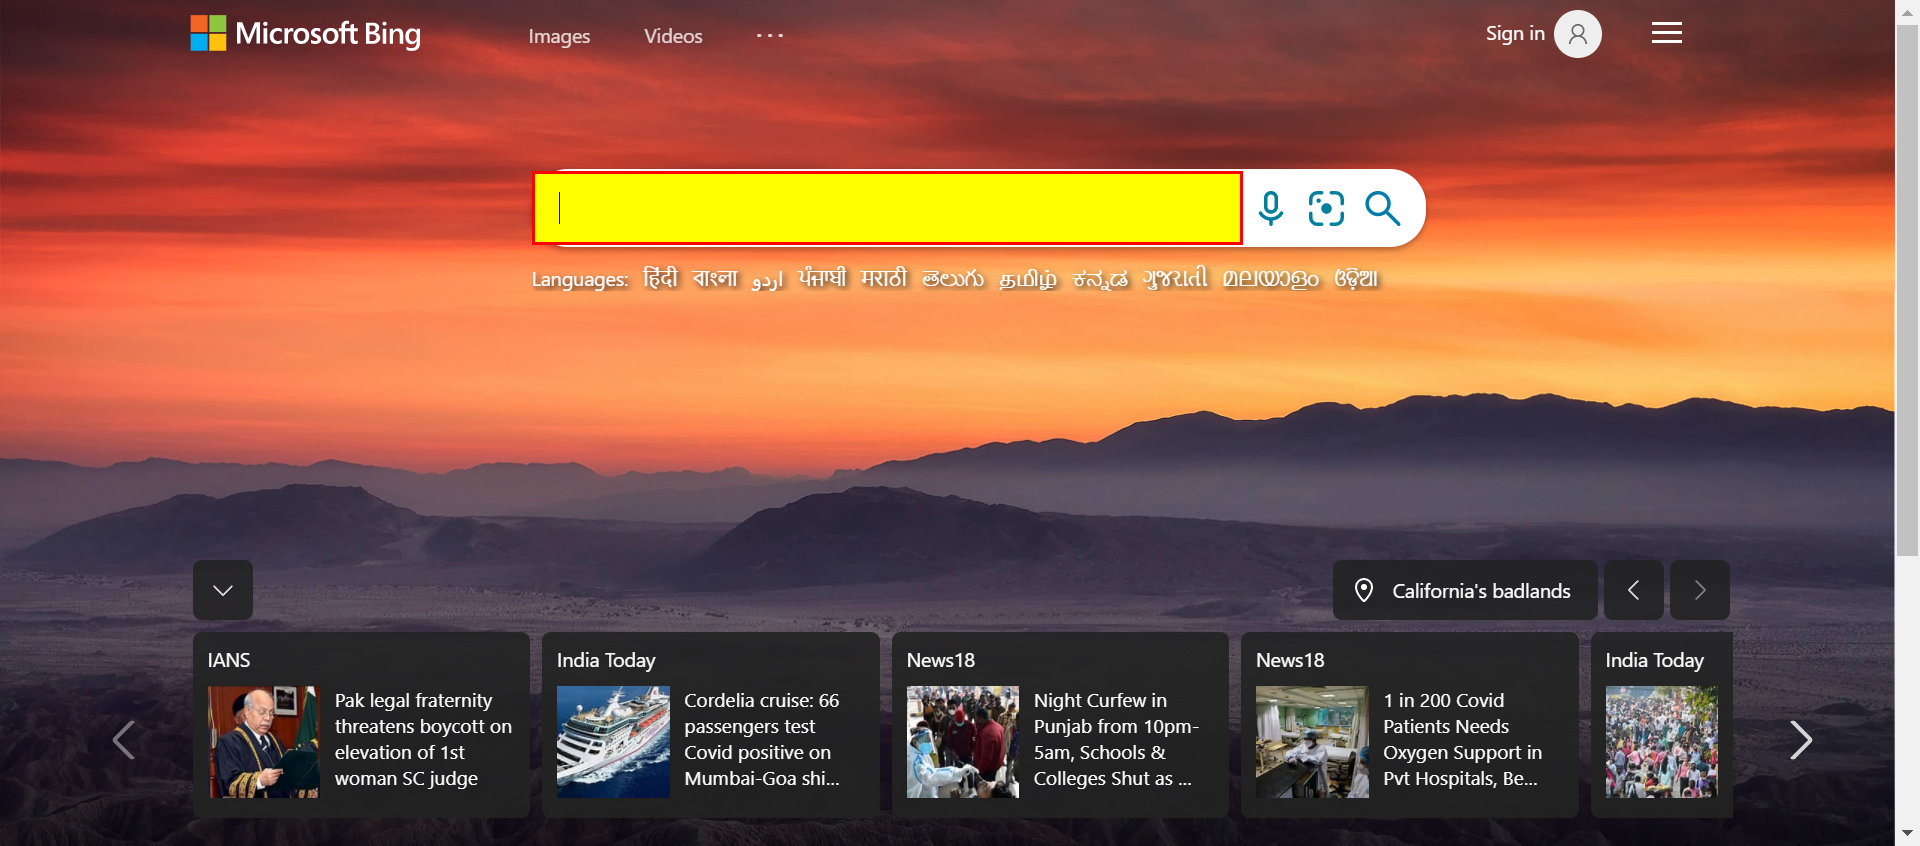 Microsoft Bing
Images Videos ...
Sign in
Languages: हिंदी বাংলা اردو ਪੰਜਾਬੀ मराठी తెలుగు தமிழ் ಕನ್ನಡ ગુજરાતી മലയാളം ଓଡ଼ିଆ
California's badlands
IANS
Pak legal fraternity
threatens boycott on
elevation of 1st
woman SC judge
India Today
Cordelia cruise: 66
passengers test
Covid positive on
Mumbai-Goa shi...
News18
Night Curfew in
Punjab from 10pm-
5am, Schools &
Colleges Shut as ...
News18
1 in 200 Covid
Patients Needs
Oxygen Support in
Pvt Hospitals, Be...
India Today